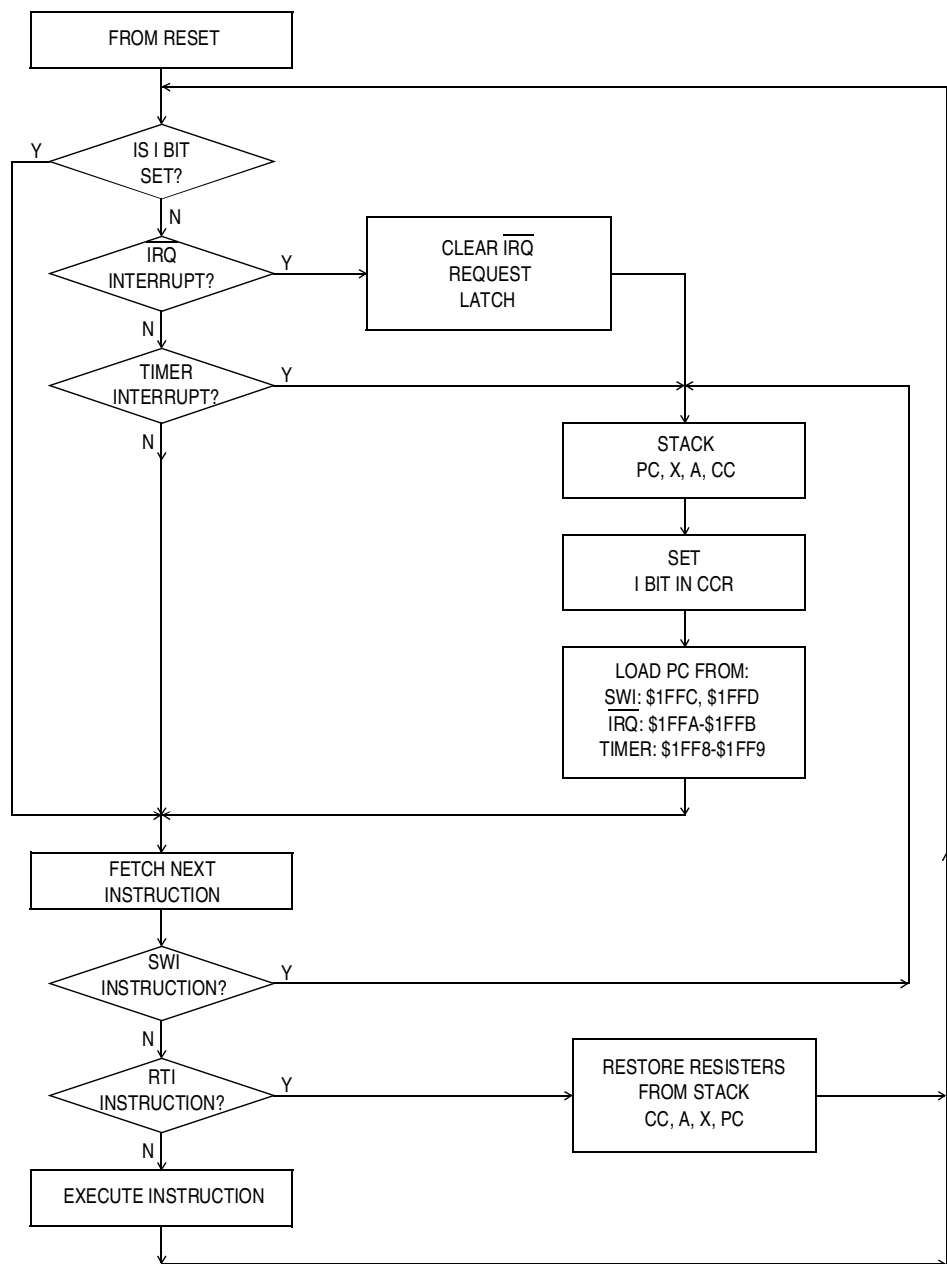 FROM RESET
Y
IS I BIT
SET?
N
IRQ
INTERRUPT?
Y
CLEAR IRQ
REQUEST
LATCH
N
TIMER
INTERRUPT?
Y
N
STACK
PC, X, A, CC
SET
I BIT IN CCR
LOAD PC FROM:
SWI: $1FFC, $1FFD
IRQ: $1FFA-$1FFB
TIMER: $1FF8-$1FF9
FETCH NEXT
INSTRUCTION
SWI
INSTRUCTION?
Y
N
RTI
INSTRUCTION?
Y
RESTORE RESISTERS
FROM STACK
CC, A, X, PC
N
EXECUTE INSTRUCTION